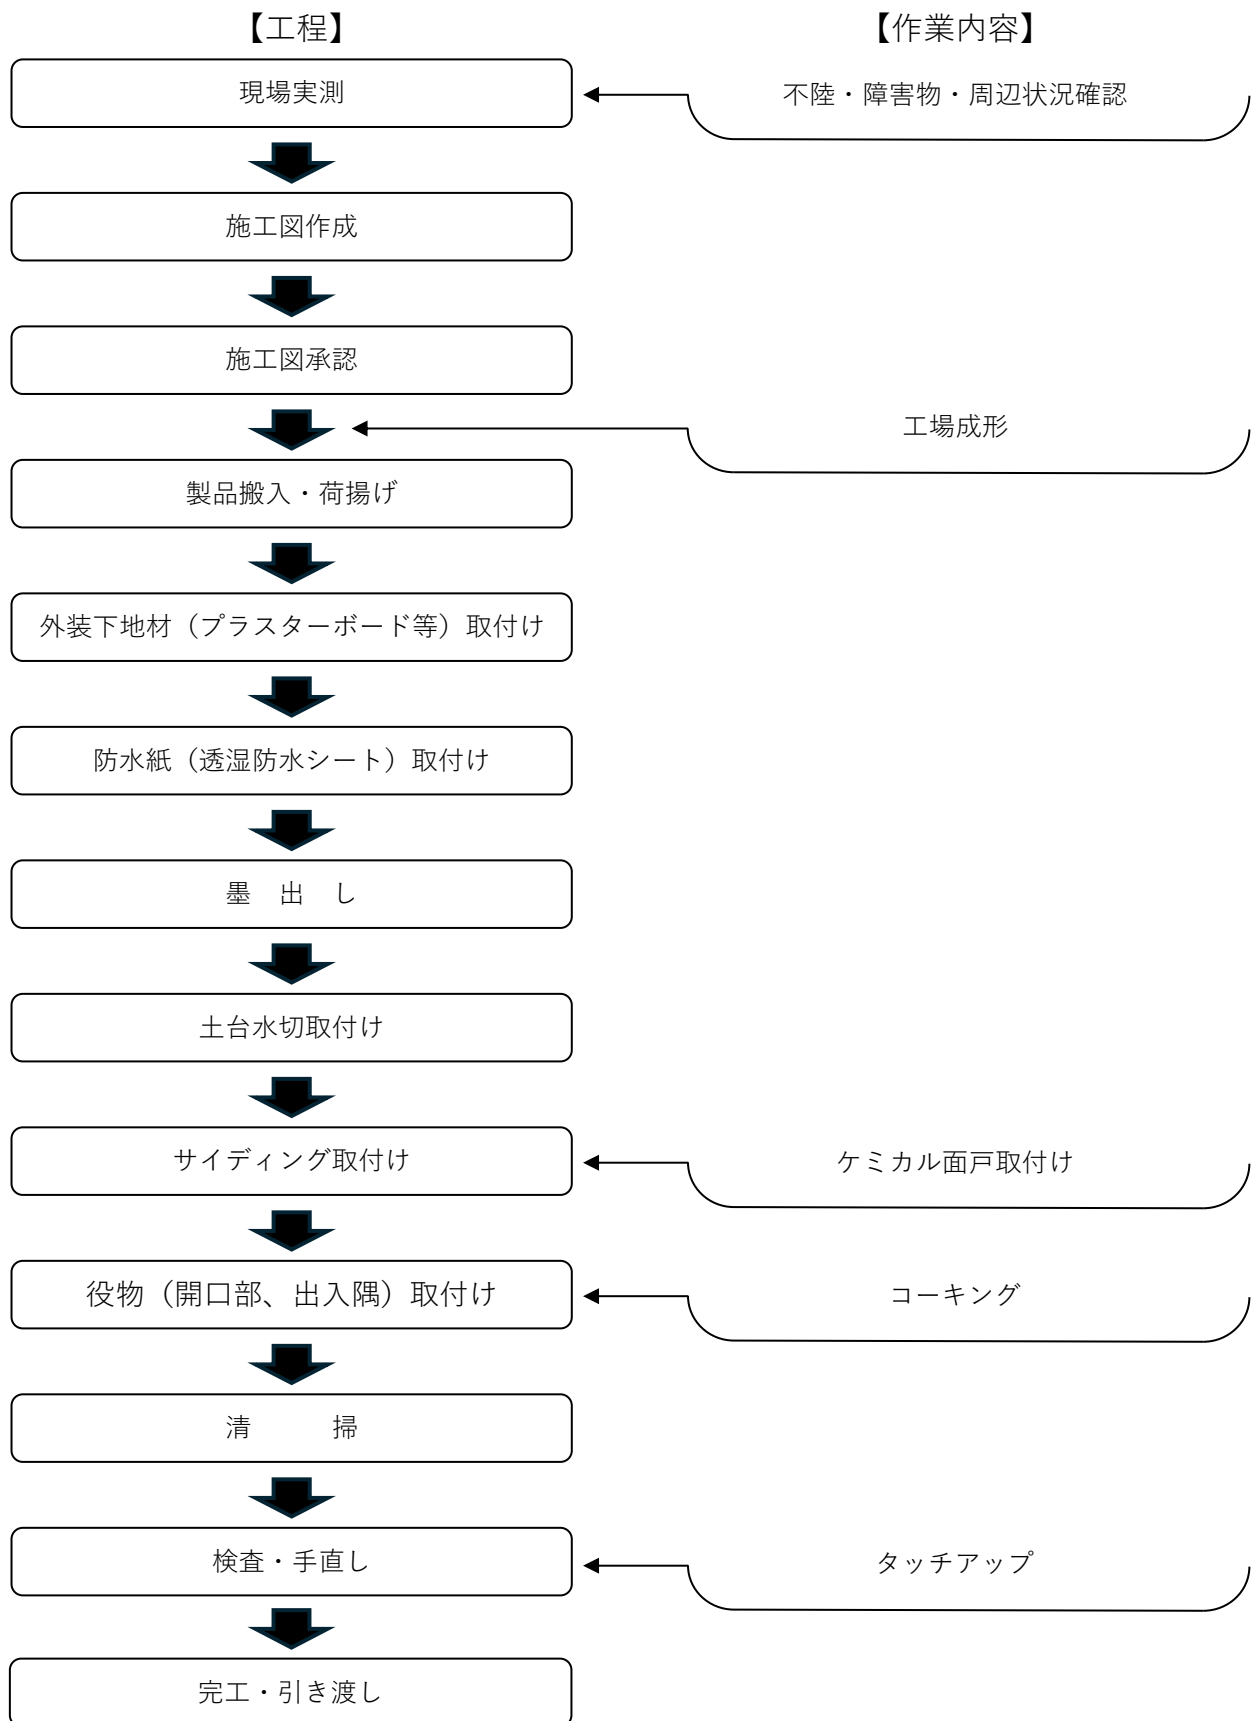 【工程】
【作業内容】
現場実測
不陸・障害物・周辺状況確認
施工図作成
施工図承認
工場成形
製品搬入・荷揚げ
外装下地材（プラスターボード等）取付け
防水紙（透湿防水シート）取付け
墨　出　し
土台水切取付け
サイディング取付け
ケミカル面戸取付け
役物（開口部、出入隅）取付け
コーキング
清　　　掃
検査・手直し
タッチアップ
完工・引き渡し